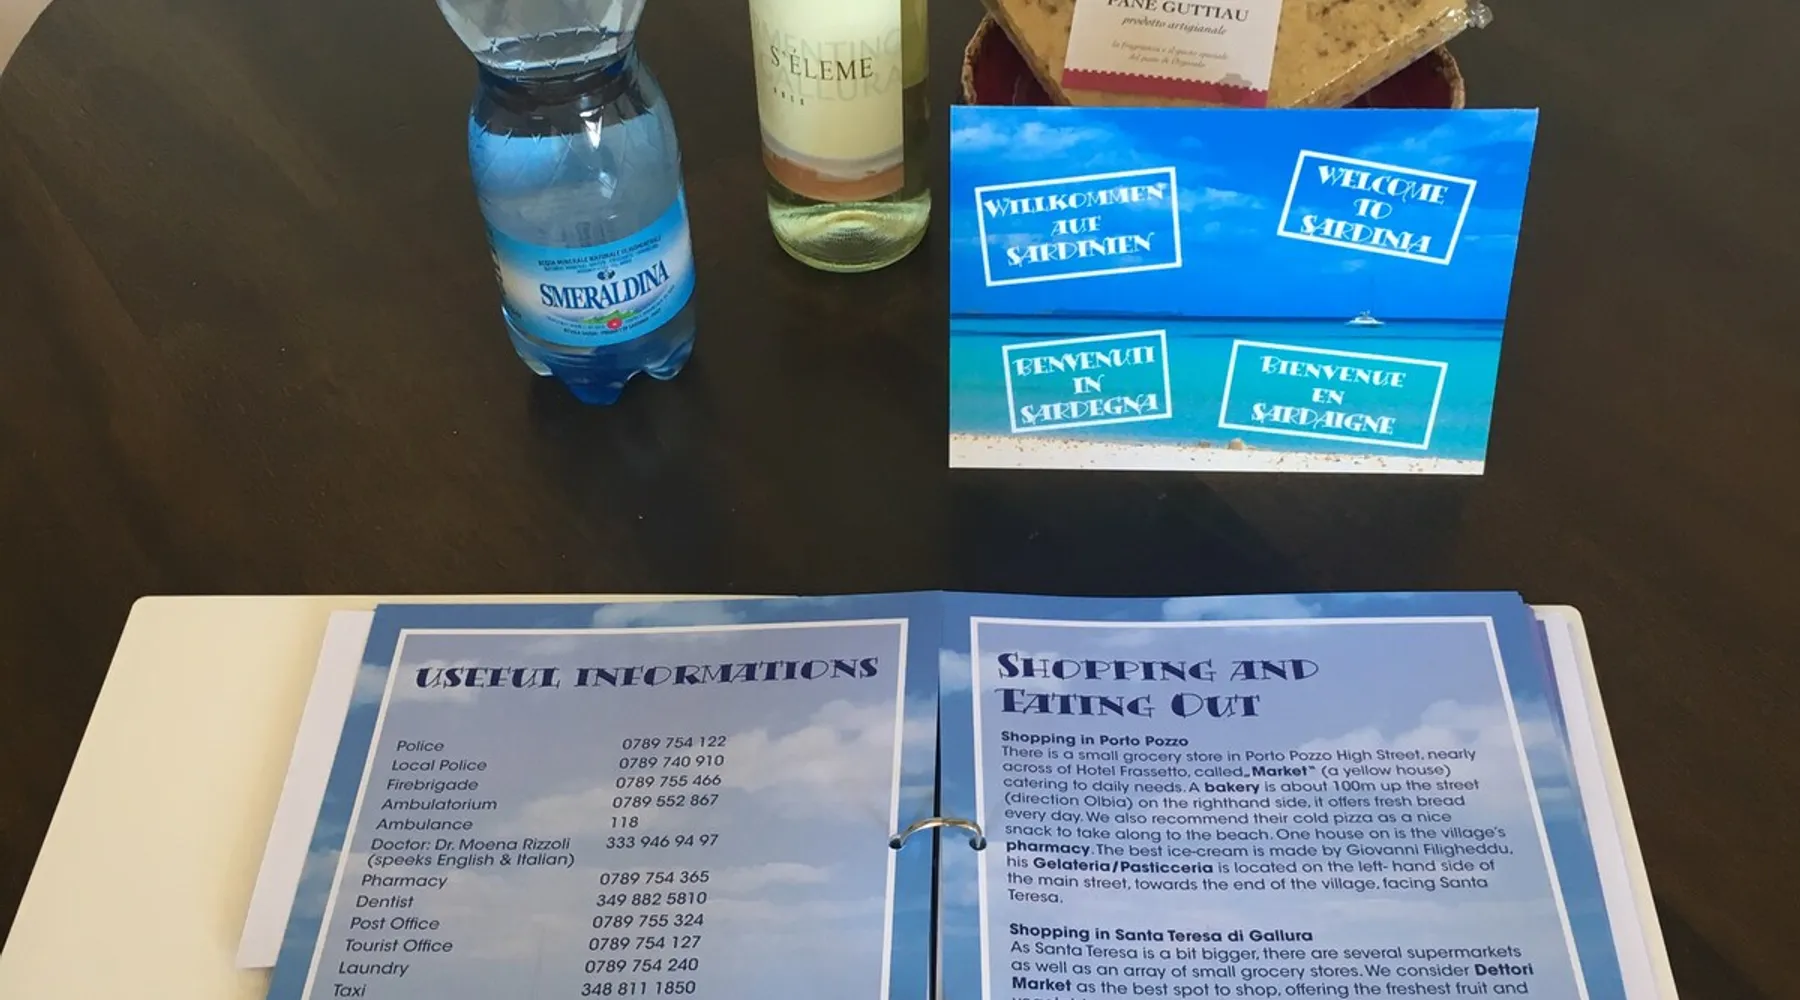 PANE GUTTIAU
prodotto artigianale
la fragranza e il gusto speciale
del pane di Orgosolo
S'ELEME
SMERALDINA
WILLKOMMEN
AUF
SARDINIEN
WELCOME
TO
SARDINIA
BENVENUTI
IN
SARDEGNA
BIENVENUE
EN
SARDAIGNE
USEFUL INFORMATIONS
Police 0789 754 122
Local Police 0789 740 910
Firebrigade 0789 755 466
Ambulatorium 0789 552 867
Ambulance 118
Doctor: Dr. Moena Rizzoli 333 946 94 97
(speeks English & Italian)
Pharmacy 0789 754 365
Dentist 349 882 5810
Post Office 0789 755 324
Tourist Office 0789 754 127
Laundry 0789 754 240
Taxi 348 811 1850
SHOPPING AND
EATING OUT
Shopping in Porto Pozzo
There is a small grocery store in Porto Pozzo High Street, nearly
across of Hotel Frassetto, called„Market" (a yellow house)
catering to daily needs. A bakery is about 100m up the street
(direction Olbia) on the righthand side, it offers fresh bread
every day. We also recommend their cold pizza as a nice
snack to take along to the beach. One house on is the village's
pharmacy. The best ice-cream is made by Giovanni Filigheddu,
his Gelateria/Pasticceria is located on the left- hand side of
the main street, towards the end of the village, facing Santa
Teresa.
Shopping in Santa Teresa di Gallura
As Santa Teresa is a bit bigger, there are several supermarkets
as well as an array of small grocery stores. We consider Dettori
Market as the best spot to shop, offering the freshest fruit and